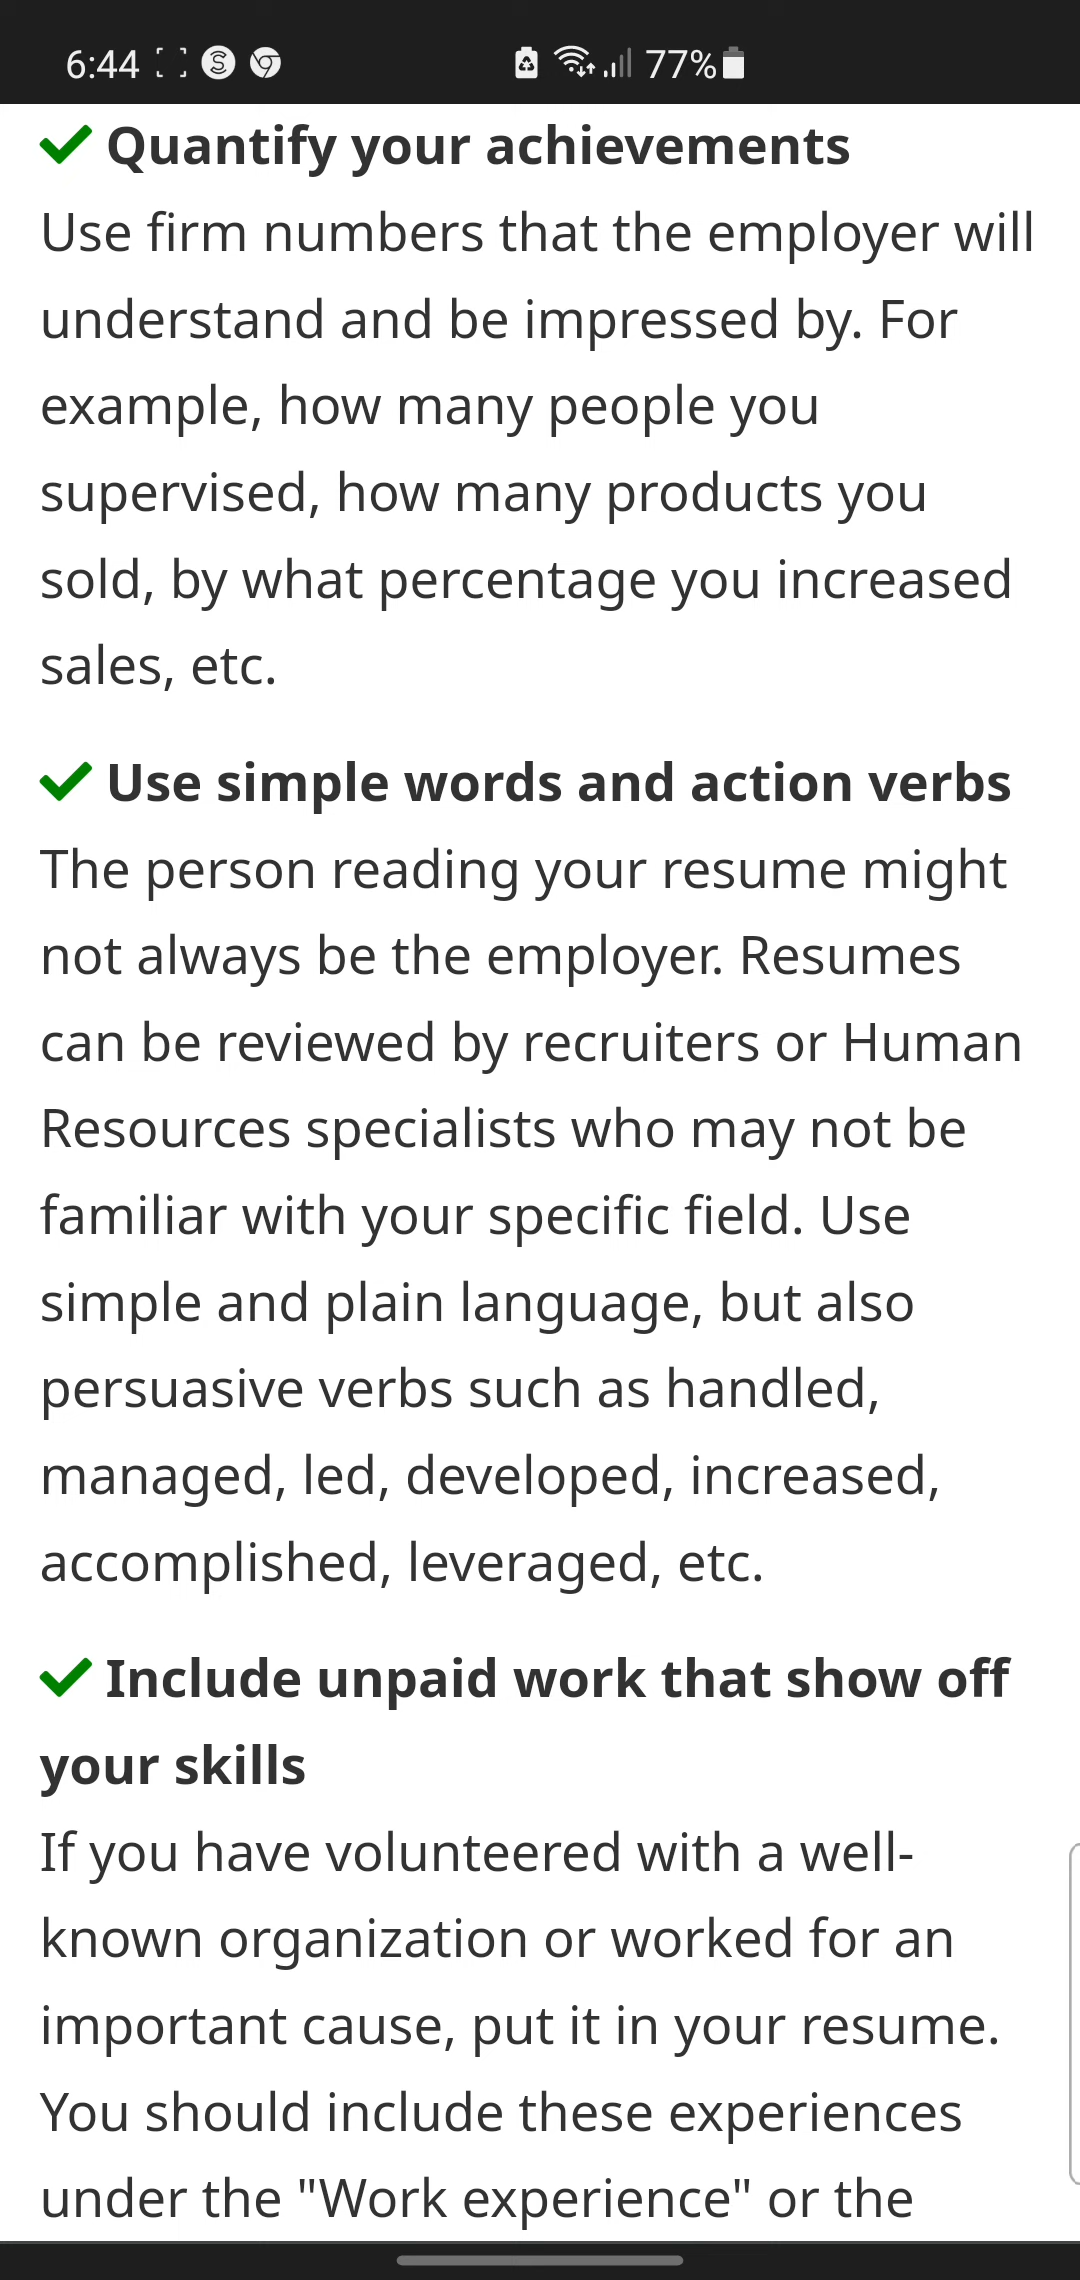 6:44 77%
Quantify your achievements
Use firm numbers that the employer will
understand and be impressed by. For
example, how many people you
supervised, how many products you
sold, by what percentage you increased
sales, etc.
Use simple words and action verbs
The person reading your resume might
not always be the employer. Resumes
can be reviewed by recruiters or Human
Resources specialists who may not be
familiar with your specific field. Use
simple and plain language, but also
persuasive verbs such as handled,
managed, led, developed, increased,
accomplished, leveraged, etc.
Include unpaid work that show off
your skills
If you have volunteered with a well-
known organization or worked for an
important cause, put it in your resume.
You should include these experiences
under the "Work experience" or the